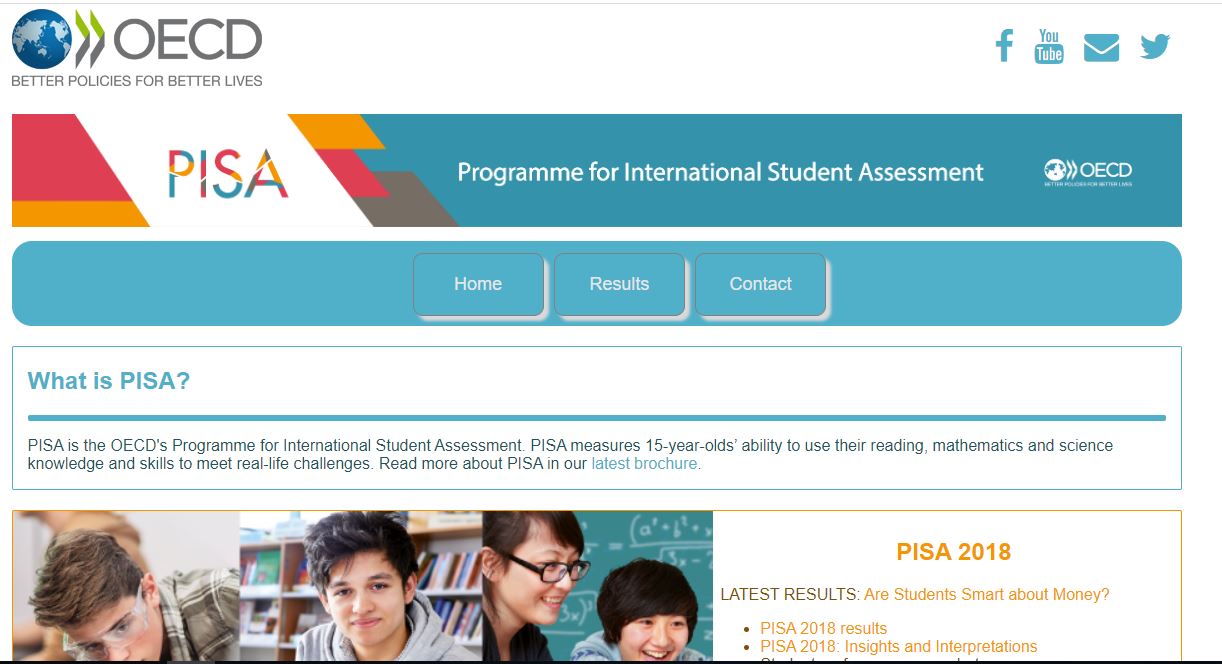 OECD
BETTER POLICIES FOR BETTER LIVES
You
Tube
PISA
Programme for International Student Assessment
OECD
BETTER POLICIES FOR BETTER LIVES
Home
Results
Contact
What is PISA?
PISA is the OECD's Programme for International Student Assessment. PISA measures 15-year-olds’ ability to use their reading, mathematics and science
knowledge and skills to meet real-life challenges. Read more about PISA in our latest brochure.
PISA 2018
LATEST RESULTS: Are Students Smart about Money?
• PISA 2018 results
• PISA 2018: Insights and Interpretations